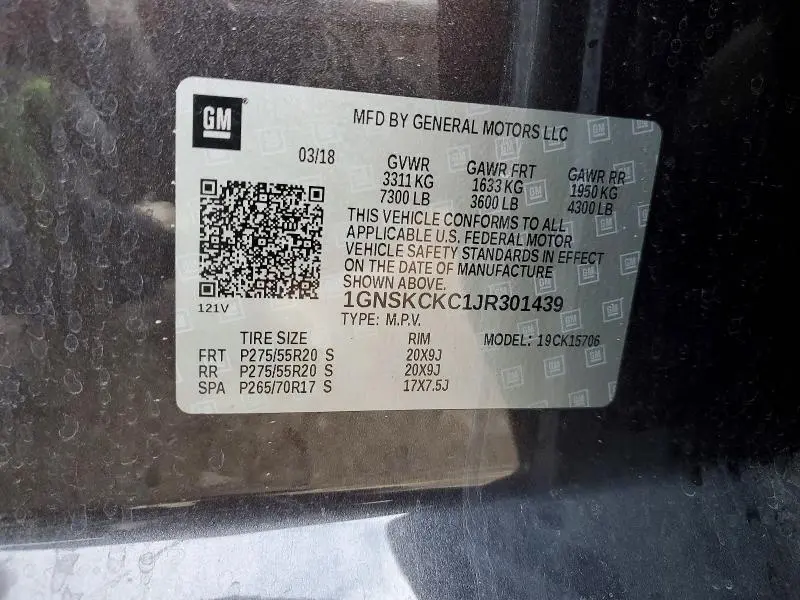 GM
MFD BY GENERAL MOTORS LLC
03/18 GVWR GAWR FRT GAWR RR
3311 KG 1633 KG 1950 KG
7300 LB 3600 LB 4300 LB
THIS VEHICLE CONFORMS TO ALL
APPLICABLE U.S. FEDERAL MOTOR
VEHICLE SAFETY STANDARDS IN EFFECT
ON THE DATE OF MANUFACTURE
SHOWN ABOVE.
121V
1GNSKCKC1JR301439
TYPE: M.P.V.
TIRE SIZE RIM MODEL: 19CK15706
FRT P275/55R20 S 20X9J
RR P275/55R20 S 20X9J
SPA P265/70R17 S 17X7.5J